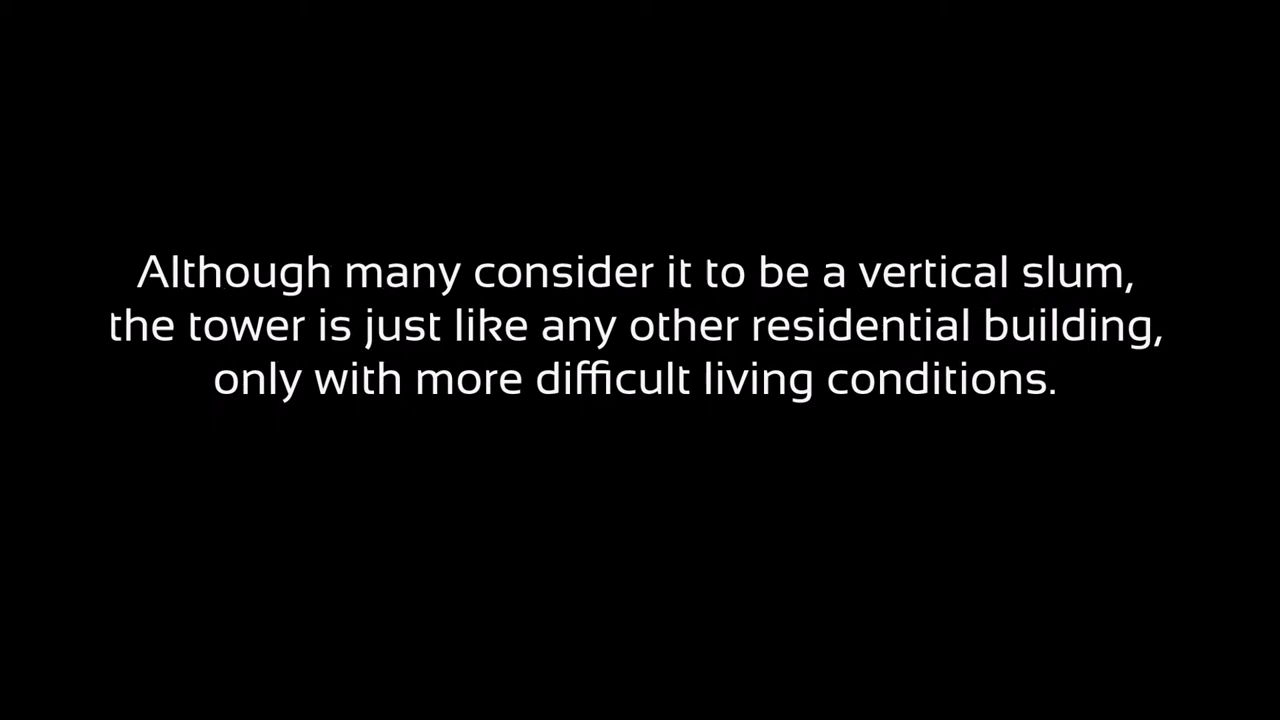 Although many consider it to be a vertical slum,
the tower is just like any other residential building,
only with more difficult living conditions.